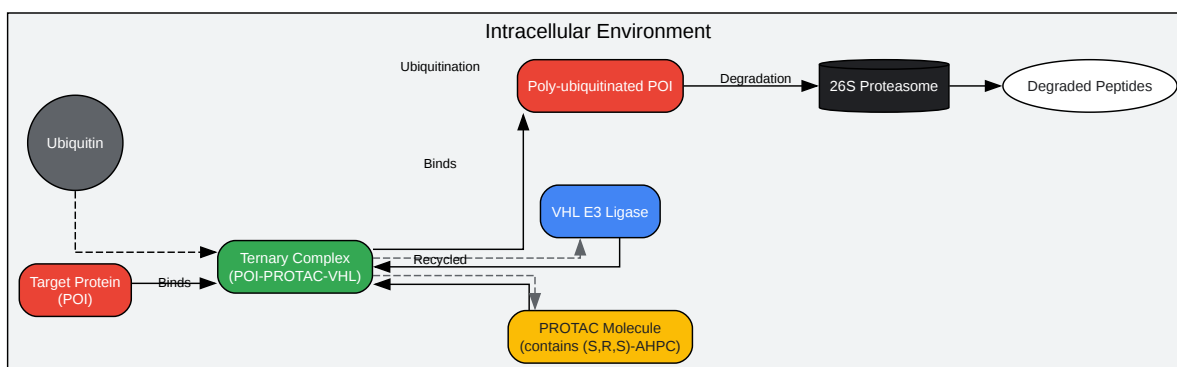 Intracellular Environment
Ubiquitination
Poly-ubiquitinated POI
Degradation
26S Proteasome
Degraded Peptides
Ubiquitin
Binds
VHL E3 Ligase
Ternary Complex
(POI-PROTAC-VHL)
Recycled
Target Protein
(POI)
Binds
PROTAC Molecule
(contains (S,R,S)-AHPC)